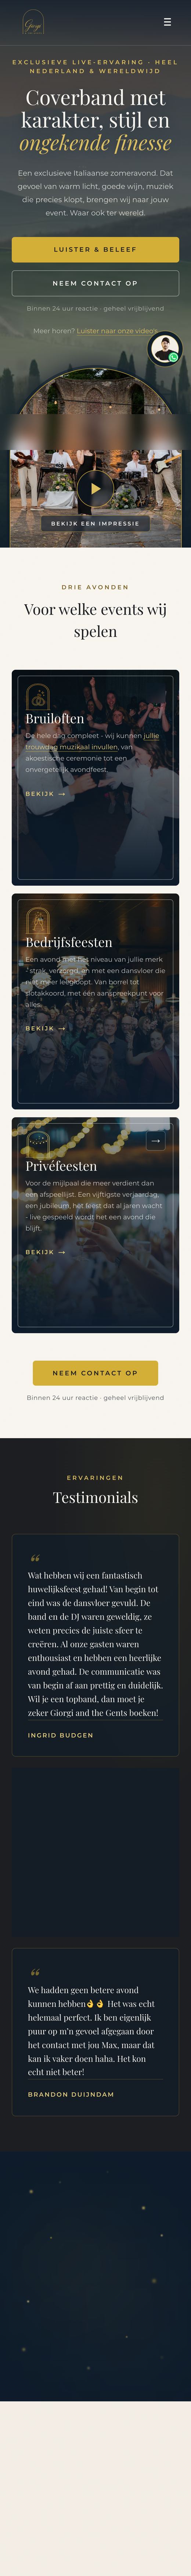 Giorgi
EXCLUSIEVE LIVE-ERVARING · HEEL
NEDERLAND & WERELDWIJD
Coverband met
karakter, stijl en
ongekende finesse
Een exclusieve Italiaanse zomeravond. Dat
gevoel van warm licht, goede wijn, muziek
die precies klopt, brengen wij naar jouw
event. Waar ook ter wereld.
LUISTER & BELEEF
NEEM CONTACT OP
Binnen 24 uur reactie · geheel vrijblijvend
Meer horen? Luister naar onze video's
BEKIJK EEN IMPRESSIE
DRIE AVONDEN
Voor welke events wij
spelen
Bruiloften
De hele dag compleet - wij kunnen jullie
trouwdag muzikaal invullen, van
akoestische ceremonie tot een
onvergetelijk avondfeest.
BEKIJK →
Bedrijfsfeesten
Een avond met het niveau van jullie merk
- strak, verzorgd, en met een dansvloer die
niet meer leegloopt. Van borrel tot
slotakkoord, met één aanspreekpunt voor
alles.
BEKIJK →
Privéfeesten
→
Voor de mijlpaal die meer verdient dan
een afspeellijst. Een vijftigste verjaardag,
een jubileum, het feest dat al jaren wacht
- live gespeeld wordt het een avond die
blijft.
BEKIJK →
NEEM CONTACT OP
Binnen 24 uur reactie · geheel vrijblijvend
ERVARINGEN
Testimonials
“
Wat hebben wij een fantastisch
huwelijksfeest gehad! Van begin tot
eind was de dansvloer gevuld. De
band en de DJ waren geweldig, ze
weten precies de juiste sfeer te
creëren. Al onze gasten waren
enthousiast en hebben een heerlijke
avond gehad. De communicatie was
van begin af aan prettig en duidelijk.
Wil je een topband, dan moet je
zeker Giorgi and the Gents boeken!
INGRID BUDGEN
“
We hadden geen betere avond
kunnen hebben👌👌 Het was echt
helemaal perfect. Ik ben eigenlijk
puur op m'n gevoel afgegaan door
het contact met jou Max, maar dat
kan ik vaker doen haha. Het kon
echt niet beter!
BRANDON DUIJNDAM